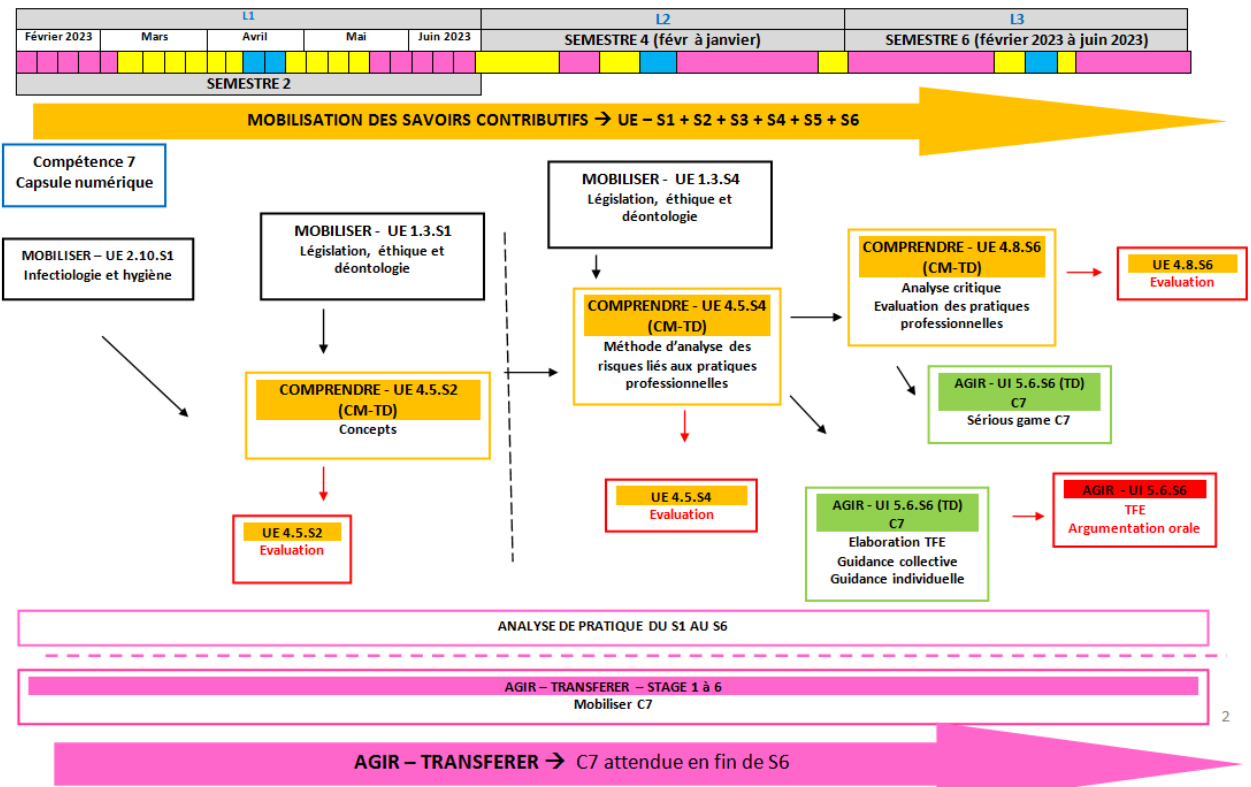 L1
L2
L3
Février 2023
Mars
Avril
Mai
Juin 2023
SEMESTRE 4 (févr à janvier)
SEMESTRE 6 (février 2023 à juin 2023)
SEMESTRE 2
MOBILISATION DES SAVOIRS CONTRIBUTIFS → UE – S1 + S2 + S3 + S4 + S5 + S6
Compétence 7
Capsule numérique
MOBILISER – UE 2.10.S1
Infectiologie et hygiène
MOBILISER - UE 1.3.S1
Législation, éthique et
déontologie
MOBILISER - UE 1.3.S4
Législation, éthique et
déontologie
COMPRENDRE - UE 4.5.S2
(CM-TD)
Concepts
UE 4.5.S2
Evaluation
COMPRENDRE - UE 4.5.S4
(CM-TD)
Méthode d'analyse des
risques liés aux pratiques
professionnelles
UE 4.5.S4
Evaluation
COMPRENDRE - UE 4.8.S6
(CM-TD)
Analyse critique
Evaluation des pratiques
professionnelles
UE 4.8.S6
Evaluation
AGIR - UI 5.6.S6 (TD)
C7
Sérious game C7
AGIR - UI 5.6.S6 (TD)
C7
Elaboration TFE
Guidance collective
Guidance individuelle
AGIR - UI 5.6.S6
TFE
Argumentation orale
ANALYSE DE PRATIQUE DU S1 AU S6
AGIR – TRANSFERER – STAGE 1 à 6
Mobiliser C7
2
AGIR – TRANSFERER → C7 attendue en fin de S6